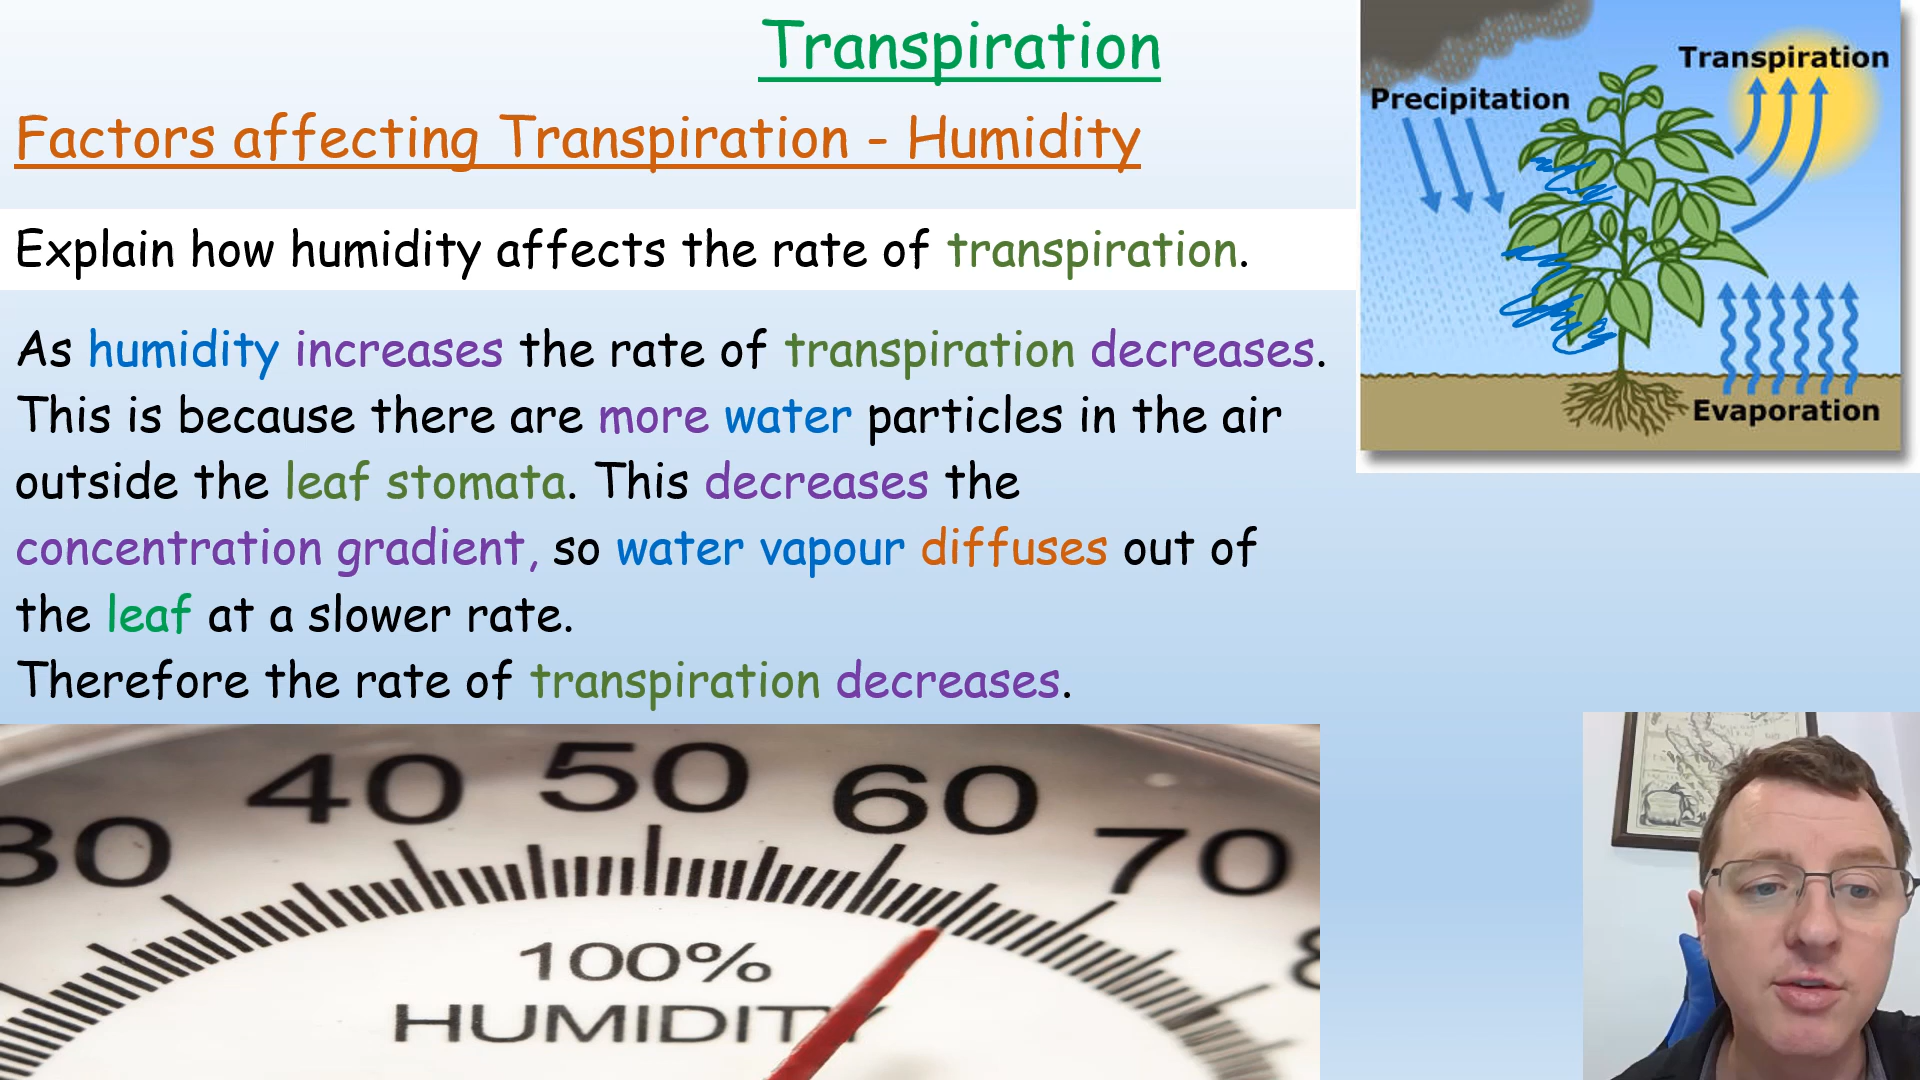 Transpiration
Factors affecting Transpiration - Humidity
Explain how humidity affects the rate of transpiration.
As humidity increases the rate of transpiration decreases.
This is because there are more water particles in the air
outside the leaf stomata. This decreases the
concentration gradient, so water vapour diffuses out of
the leaf at a slower rate.
Therefore the rate of transpiration decreases.
Transpiration
Precipitation
Evaporation
30 40 50 60 70
100%
HUMIDITY